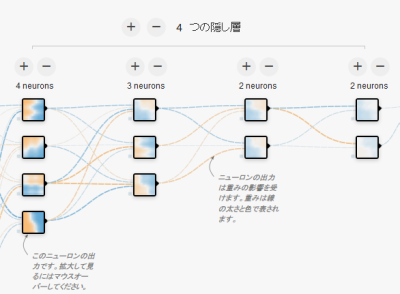 ＋ － 4 つの隠し層
＋ － ＋ － ＋ － ＋ －
4 neurons 3 neurons 2 neurons 2 neurons
ニューロンの出力
は重みの影響を受
けます。重みは線
の太さと色で表され
ます。
このニューロンの出
力です。拡大して見
るにはマウスオー
バーしてください。